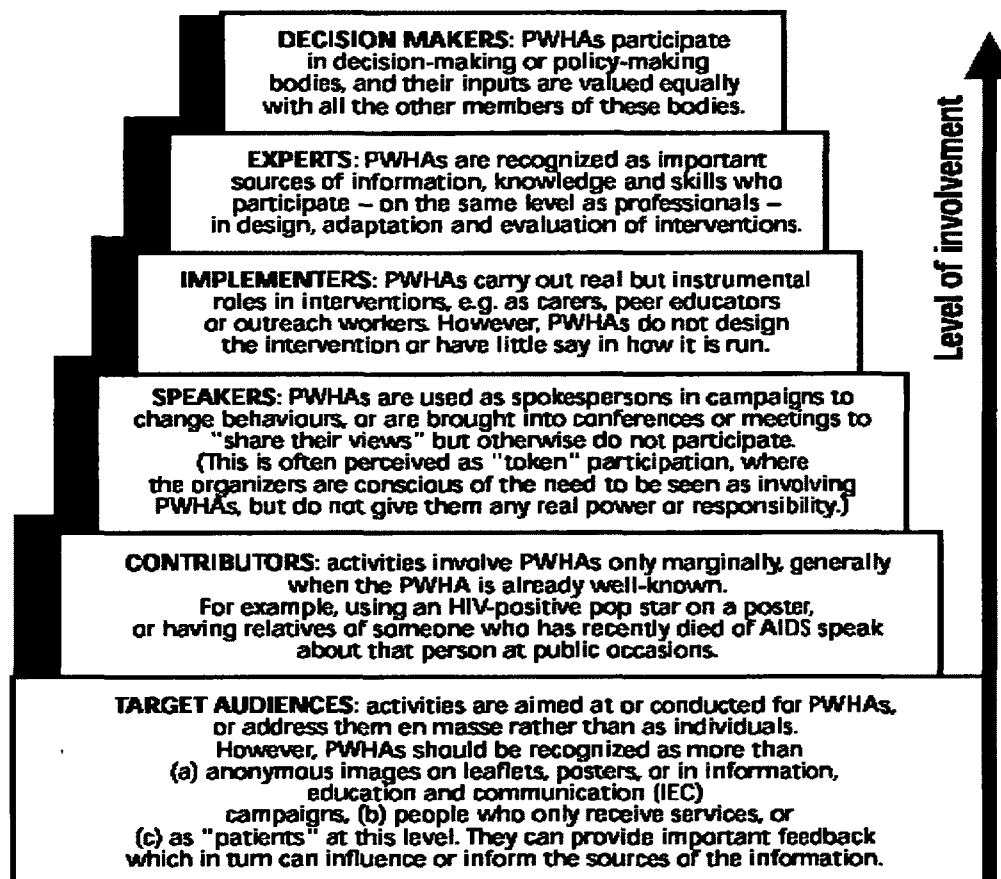 DECISION MAKERS: PWHAs participate
in decision-making or policy-making
bodies, and their inputs are valued equally
with all the other members of these bodies.
EXPERTS: PWHAs are recognized as important
sources of information, knowledge and skills who
participate – on the same level as professionals –
in design, adaptation and evaluation of interventions.
IMPLEMENTERS: PWHAs carry out real but instrumental
roles in interventions, e.g. as carers, peer educators
or outreach workers. However, PWHAs do not design
the intervention or have little say in how it is run.
SPEAKERS: PWHAs are used as spokespersons in campaigns to
change behaviours, or are brought into conferences or meetings to
"share their views" but otherwise do not participate.
(This is often perceived as "token" participation, where
the organizers are conscious of the need to be seen as involving
PWHAs, but do not give them any real power or responsibility.)
CONTRIBUTORS: activities involve PWHAs only marginally, generally
when the PWHA is already well-known.
For example, using an HIV-positive pop star on a poster,
or having relatives of someone who has recently died of AIDS speak
about that person at public occasions.
TARGET AUDIENCES: activities are aimed at or conducted for PWHAs,
or address them en masse rather than as individuals.
However, PWHAs should be recognized as more than
(a) anonymous images on leaflets, posters, or in information,
education and communication (IEC)
campaigns, (b) people who only receive services, or
(c) as "patients" at this level. They can provide important feedback
which in turn can influence or inform the sources of the information.
Level of involvement